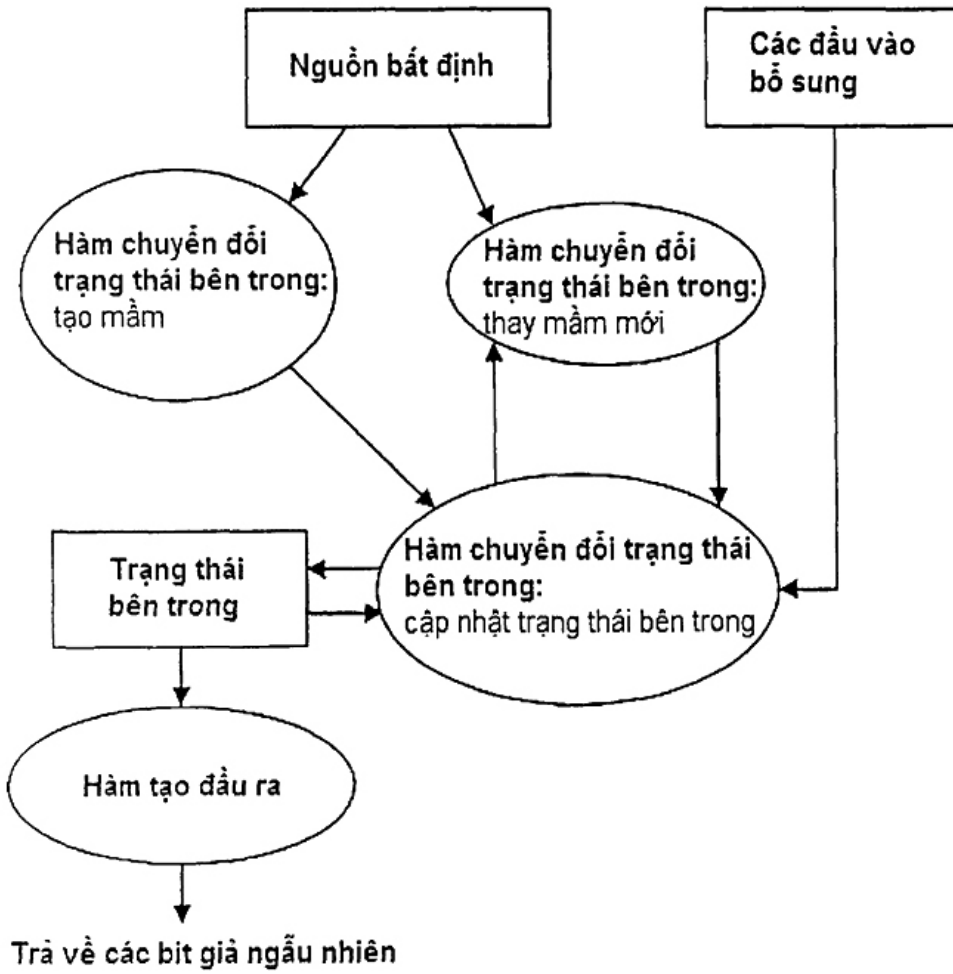 Nguồn bất định
Các đầu vào
bổ sung
Hàm chuyển đổi
trạng thái bên trong:
tạo mầm
Hàm chuyển đổi
trạng thái bên trong:
thay mầm mới
Trạng thái
bên trong
Hàm chuyển đổi trạng thái
bên trong:
cập nhật trạng thái bên trong
Hàm tạo đầu ra
Trả về các bit giả ngẫu nhiên